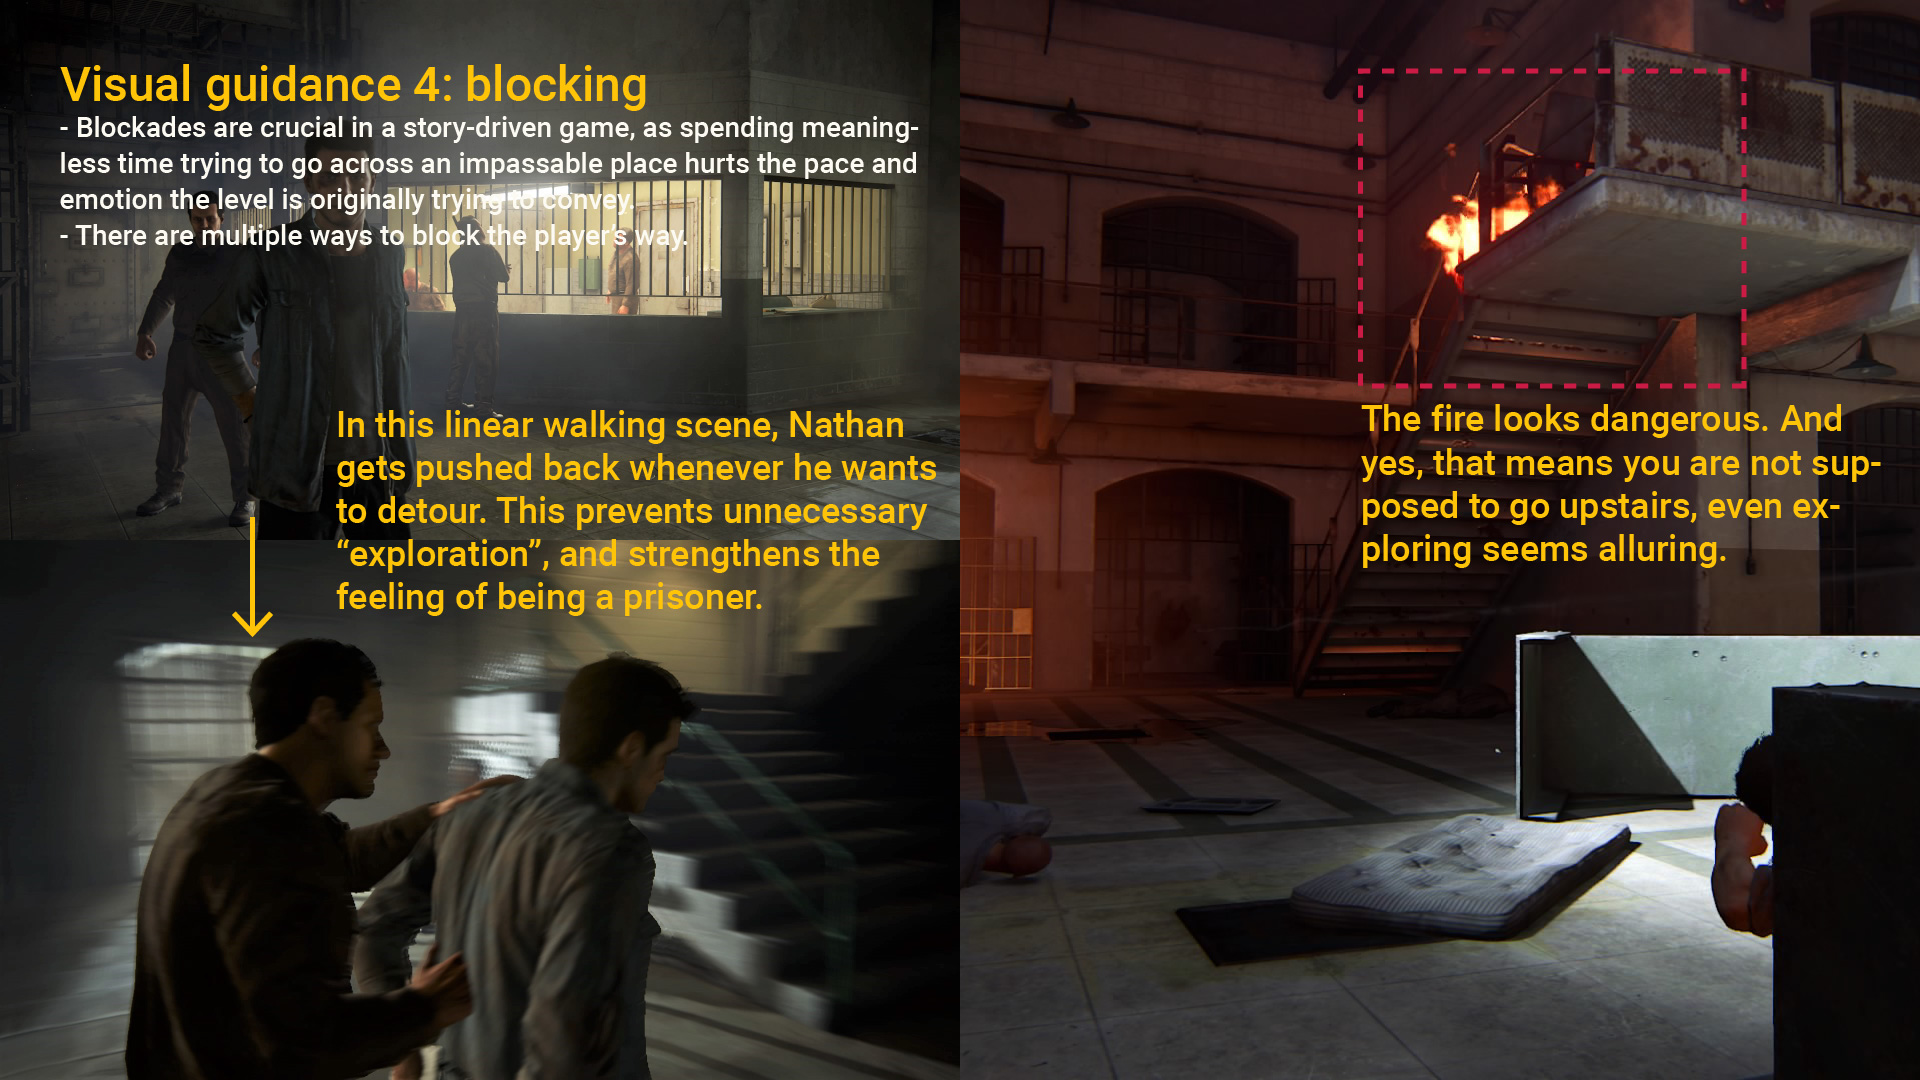 Visual guidance 4: blocking
- Blockades are crucial in a story-driven game, as spending meaning-
less time trying to go across an impassable place hurts the pace and
emotion the level is originally trying to convey.
- There are multiple ways to block the player's way.
In this linear walking scene, Nathan
gets pushed back whenever he wants
to detour. This prevents unnecessary
“exploration”, and strengthens the
feeling of being a prisoner.
The fire looks dangerous. And
yes, that means you are not sup-
posed to go upstairs, even ex-
ploring seems alluring.